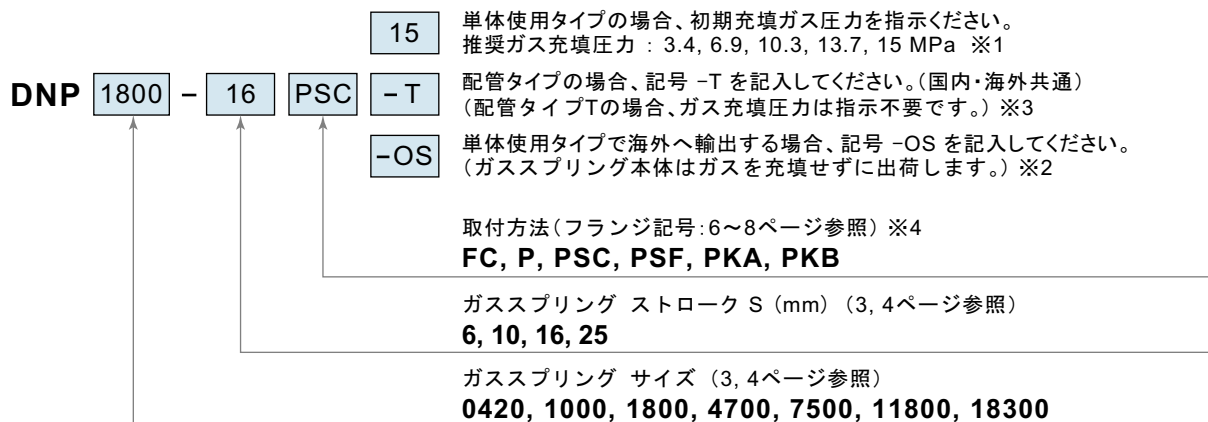 15
単体使用タイプの場合、初期充填ガス圧力を指示ください。
推奨ガス充填圧力 : 3.4, 6.9, 10.3, 13.7, 15 MPa ※1
DNP 1800 － 16 PSC －T
配管タイプの場合、記号 －T を記入してください。(国内・海外共通)
(配管タイプTの場合、ガス充填圧力は指示不要です。) ※3
－OS
単体使用タイプで海外へ輸出する場合、記号 －OS を記入してください。
(ガススプリング本体はガスを充填せずに出荷します。) ※2
取付方法(フランジ記号:6～8ページ参照) ※4
FC, P, PSC, PSF, PKA, PKB
ガススプリング ストローク S (mm) (3, 4ページ参照)
6, 10, 16, 25
ガススプリング サイズ (3, 4ページ参照)
0420, 1000, 1800, 4700, 7500, 11800, 18300